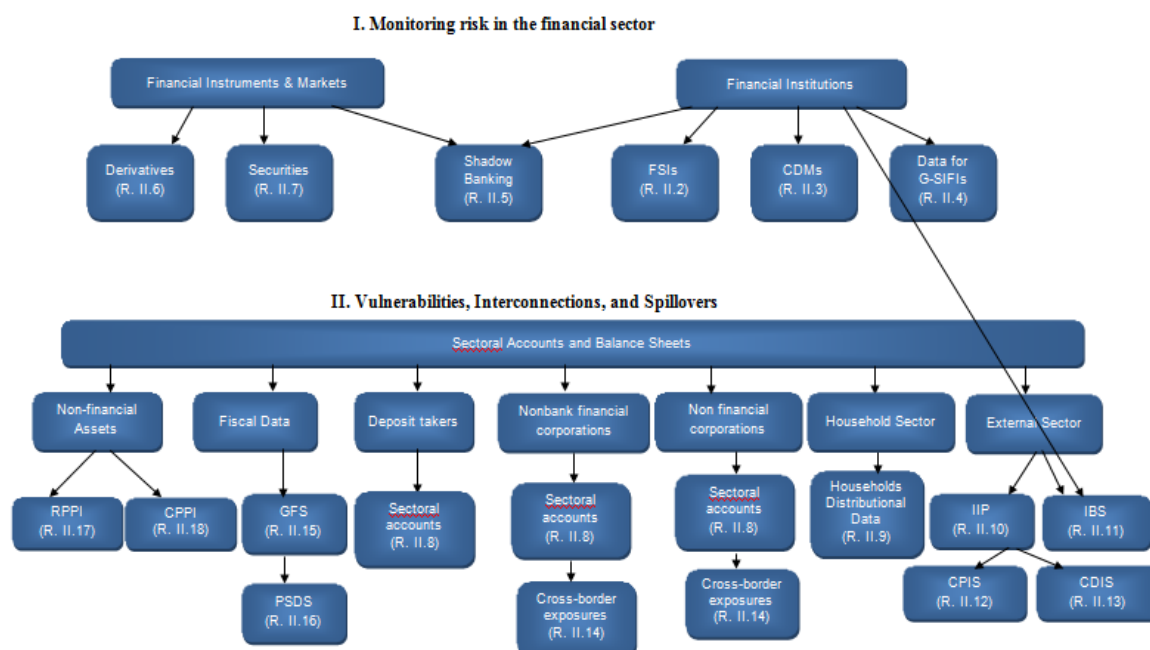 I. Monitoring risk in the financial sector
Financial Instruments & Markets
Financial Institutions
Derivatives
(R. II.6)
Securities
(R. II.7)
Shadow
Banking
(R. II.5)
FSIs
(R. II.2)
CDMs
(R. II.3)
Data for
G-SIFIs
(R. II.4)
II. Vulnerabilities, Interconnections, and Spillovers
Sectoral Accounts and Balance Sheets
Non-financial
Assets
Fiscal Data
Deposit takers
Nonbank financial
corporations
Non financial
corporations
Household Sector
External Sector
RPPI
(R. II.17)
CPPI
(R. II.18)
GFS
(R. II.15)
Sectoral
accounts
(R. II.8)
Sectoral
accounts
(R. II.8)
Sectoral
accounts
(R. II.8)
Households
Distributional
Data
(R. II.9)
IIP
(R. II.10)
IBS
(R. II.11)
PSDS
(R. II.16)
Cross-border
exposures
(R. II.14)
Cross-border
exposures
(R. II.14)
CPIS
(R. II.12)
CDIS
(R. II.13)